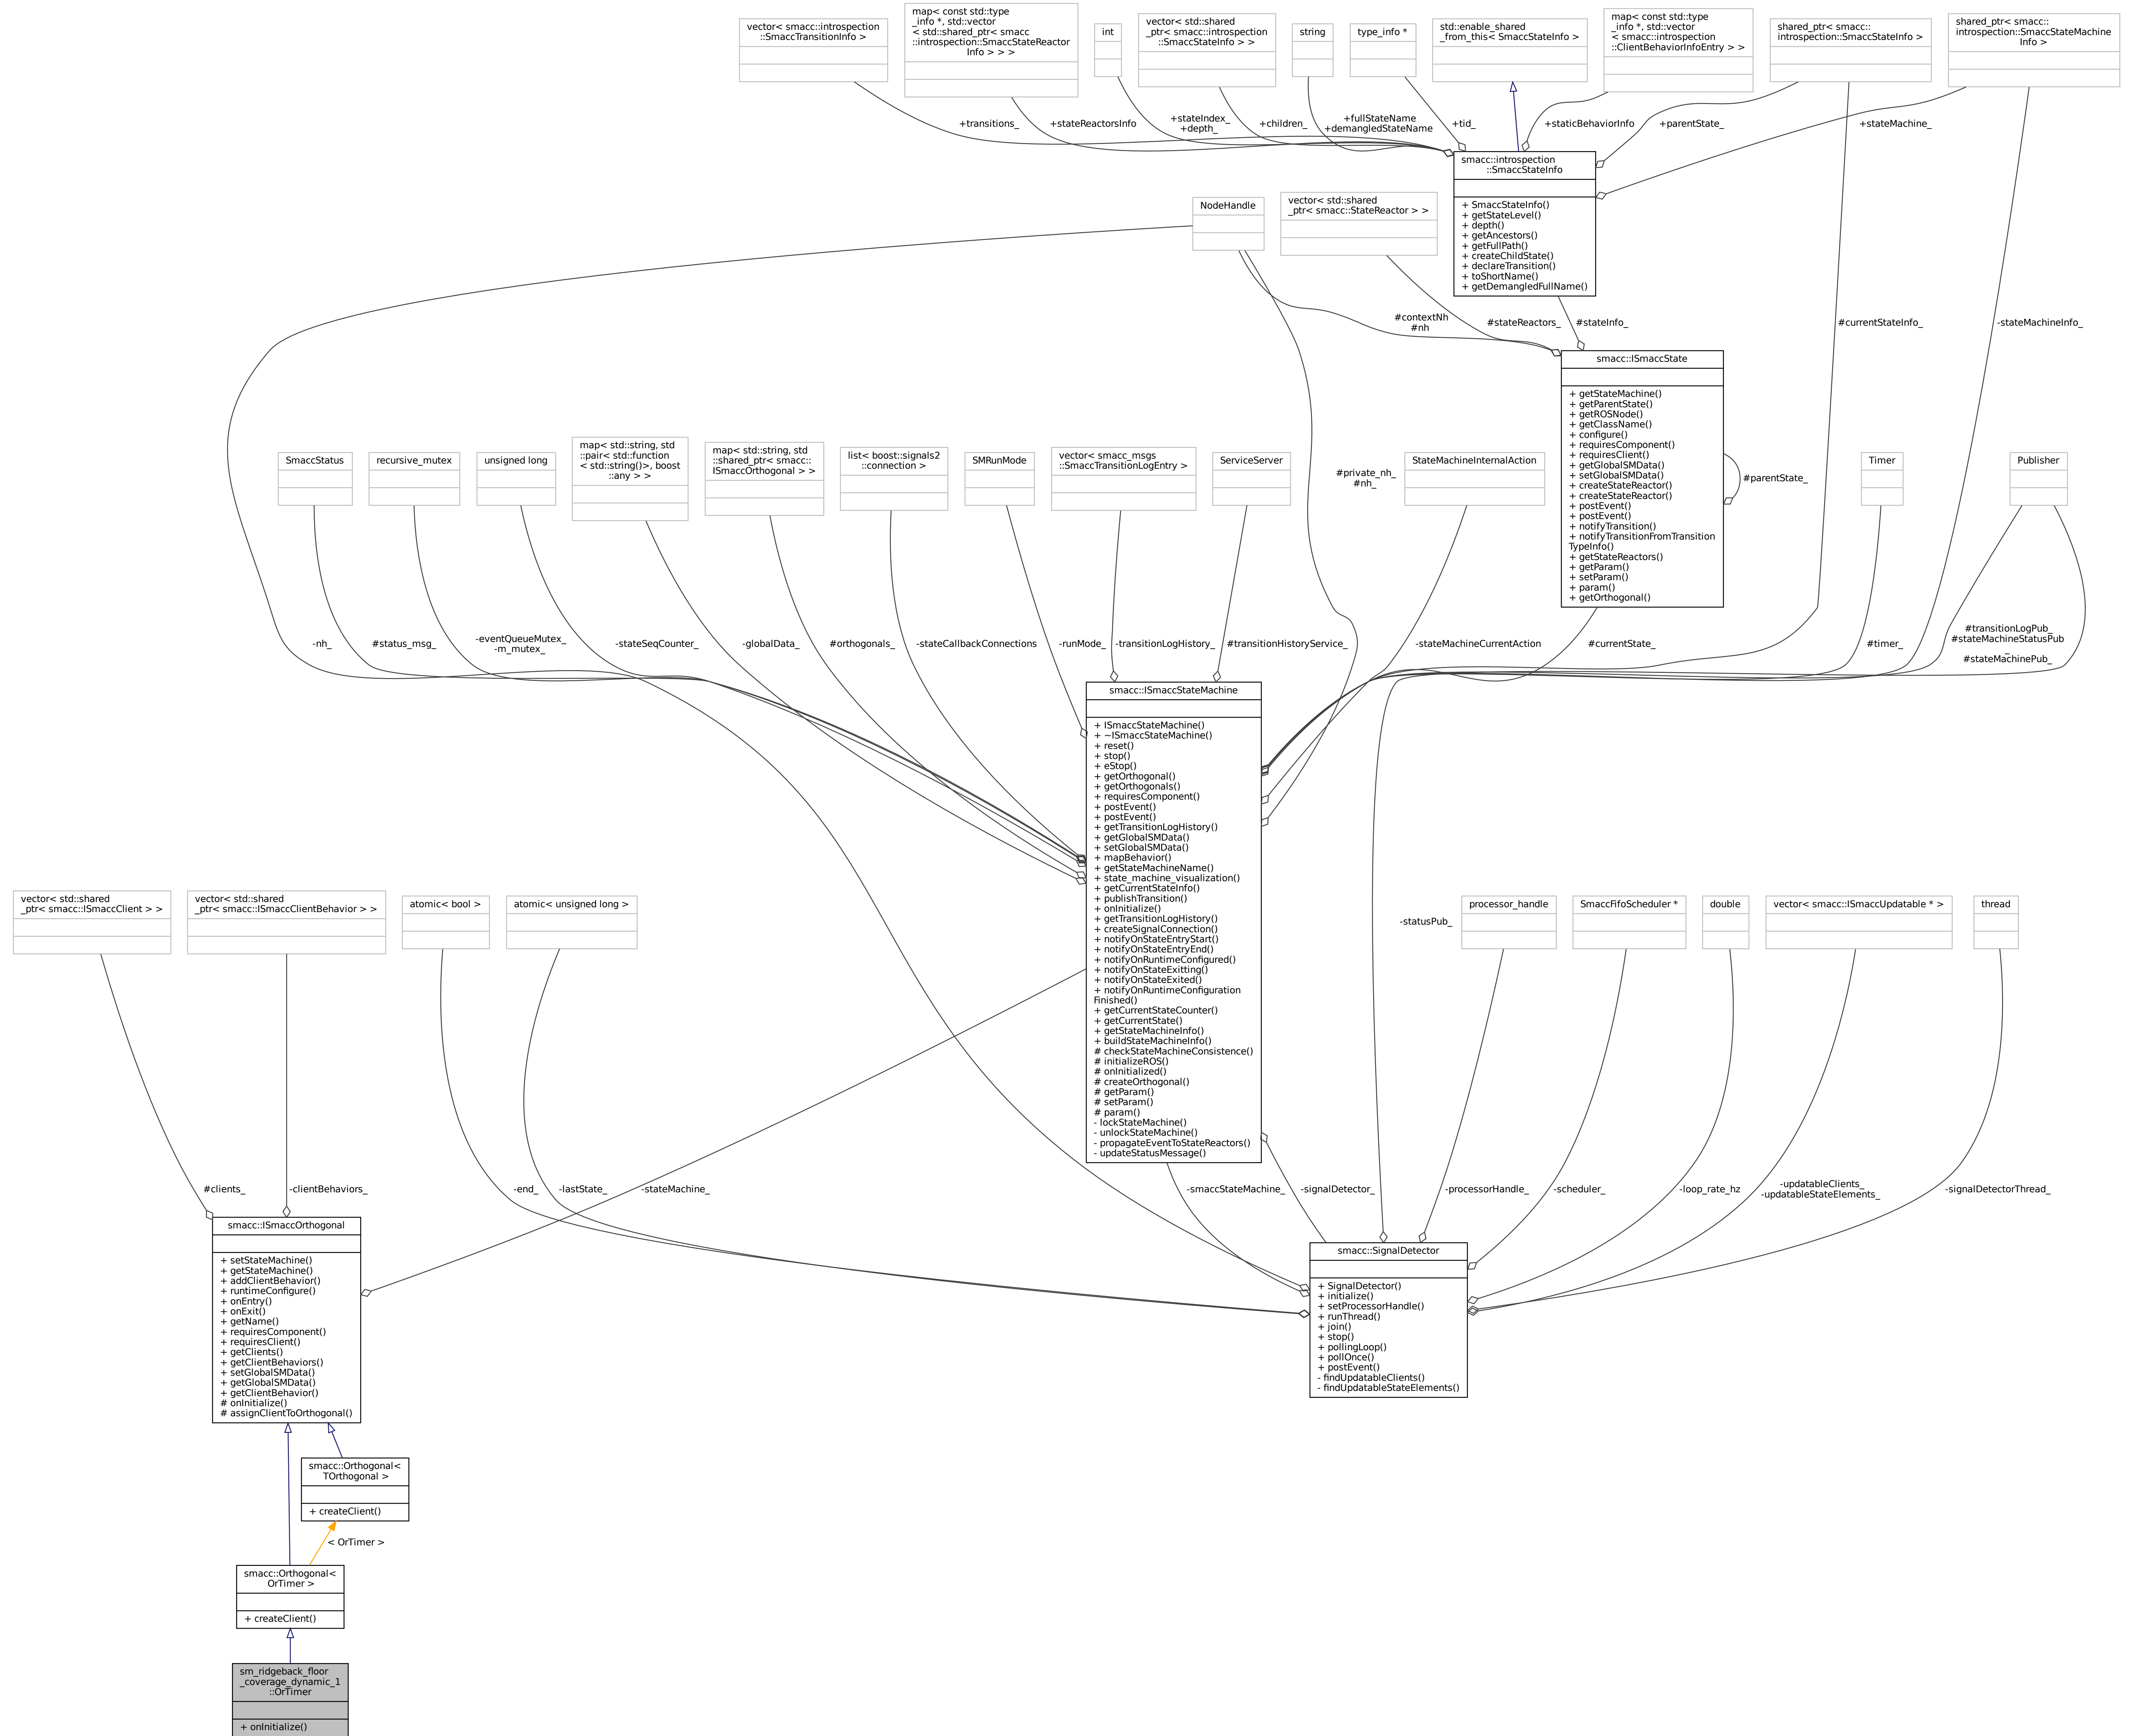 vector< smacc::introspection
::SmaccTransitionInfo >
map< const std::type
_info *, std::vector
< std::shared_ptr< smacc
::introspection::SmaccStateReactor
Info > > >
int
vector< std::shared
_ptr< smacc::introspection
::SmaccStateInfo > >
string
type_info *
std::enable_shared
_from_this< SmaccStateInfo >
map< const std::type
_info *, std::vector
< smacc::introspection
::ClientBehaviorInfoEntry > >
shared_ptr< smacc::
introspection::SmaccStateInfo >
shared_ptr< smacc::
introspection::SmaccStateMachine
Info >
+transitions_
+stateReactorsInfo
+stateIndex_
+depth_
+children_
+fullStateName
+demangledStateName
+tid_
+staticBehaviorInfo
+parentState_
+stateMachine_
smacc::introspection
::SmaccStateInfo
+ SmaccStateInfo()
+ getStateLevel()
+ depth()
+ getAncestors()
+ getFullPath()
+ createChildState()
+ declareTransition()
+ toShortName()
+ getDemangledFullName()
NodeHandle
vector< std::shared
_ptr< smacc::StateReactor > >
#contextNh
#nh
#stateReactors_
#stateInfo_
#currentStateInfo_
-stateMachineInfo_
smacc::ISmaccState
+ getStateMachine()
+ getParentState()
+ getROSNode()
+ getClassName()
+ configure()
+ requiresComponent()
+ requiresClient()
+ getGlobalSMData()
+ setGlobalSMData()
+ createStateReactor()
+ createStateReactor()
+ postEvent()
+ postEvent()
+ notifyTransition()
+ notifyTransitionFromTransition
TypeInfo()
+ getStateReactors()
+ getParam()
+ setParam()
+ param()
+ getOrthogonal()
#parentState_
SmaccStatus
recursive_mutex
unsigned long
map< std::string, std
::pair< std::function
< std::string()>, boost
::any > >
map< std::string, std
::shared_ptr< smacc::
ISmaccOrthogonal > >
list< boost::signals2
::connection >
SMRunMode
vector< smacc_msgs
::SmaccTransitionLogEntry >
ServiceServer
#private_nh_
#nh_
StateMachineInternalAction
Timer
Publisher
-nh_
#status_msg_
-eventQueueMutex_
-m_mutex_
-stateSeqCounter_
-globalData_
#orthogonals_
-stateCallbackConnections
-runMode_
-transitionLogHistory_
#transitionHistoryService_
-stateMachineCurrentAction
#currentState_
#timer_
#transitionLogPub_
#stateMachineStatusPub
_
#stateMachinePub_
smacc::ISmaccStateMachine
+ ISmaccStateMachine()
+ ~ISmaccStateMachine()
+ reset()
+ stop()
+ eStop()
+ getOrthogonal()
+ getOrthogonals()
+ requiresComponent()
+ postEvent()
+ postEvent()
+ getTransitionLogHistory()
+ getGlobalSMData()
+ setGlobalSMData()
+ mapBehavior()
+ getStateMachineName()
+ state_machine_visualization()
+ getCurrentStateInfo()
+ publishTransition()
+ onInitialize()
+ getTransitionLogHistory()
+ createSignalConnection()
+ notifyOnStateEntryStart()
+ notifyOnStateEntryEnd()
+ notifyOnRuntimeConfigured()
+ notifyOnStateExitting()
+ notifyOnStateExited()
+ notifyOnRuntimeConfiguration
Finished()
+ getCurrentStateCounter()
+ getCurrentState()
+ getStateMachineInfo()
+ buildStateMachineInfo()
# checkStateMachineConsistence()
# initializeROS()
# onInitialized()
# createOrthogonal()
# getParam()
# setParam()
# param()
- lockStateMachine()
- unlockStateMachine()
- propagateEventToStateReactors()
- updateStatusMessage()
vector< std::shared
_ptr< smacc::ISmaccClient > >
vector< std::shared
_ptr< smacc::ISmaccClientBehavior > >
atomic< bool >
atomic< unsigned long >
-statusPub_
processor_handle
SmaccFifoScheduler *
double
vector< smacc::ISmaccUpdatable * >
thread
#clients_
-clientBehaviors_
-end_
-lastState_
-stateMachine_
-smaccStateMachine_
-signalDetector_
-processorHandle_
-scheduler_
-loop_rate_hz
-updatableClients_
-updatableStateElements_
-signalDetectorThread_
smacc::ISmaccOrthogonal
+ setStateMachine()
+ getStateMachine()
+ addClientBehavior()
+ runtimeConfigure()
+ onEntry()
+ onExit()
+ getName()
+ requiresComponent()
+ requiresClient()
+ getClients()
+ getClientBehaviors()
+ setGlobalSMData()
+ getGlobalSMData()
+ getClientBehavior()
# onInitialize()
# assignClientToOrthogonal()
smacc::SignalDetector
+ SignalDetector()
+ initialize()
+ setProcessorHandle()
+ runThread()
+ join()
+ stop()
+ pollingLoop()
+ pollOnce()
+ postEvent()
- findUpdatableClients()
- findUpdatableStateElements()
smacc::Orthogonal<
TOrthogonal >
+ createClient()
< OrTimer >
smacc::Orthogonal<
OrTimer >
+ createClient()
sm_ridgeback_floor
_coverage_dynamic_1
::OrTimer
+ onInitialize()